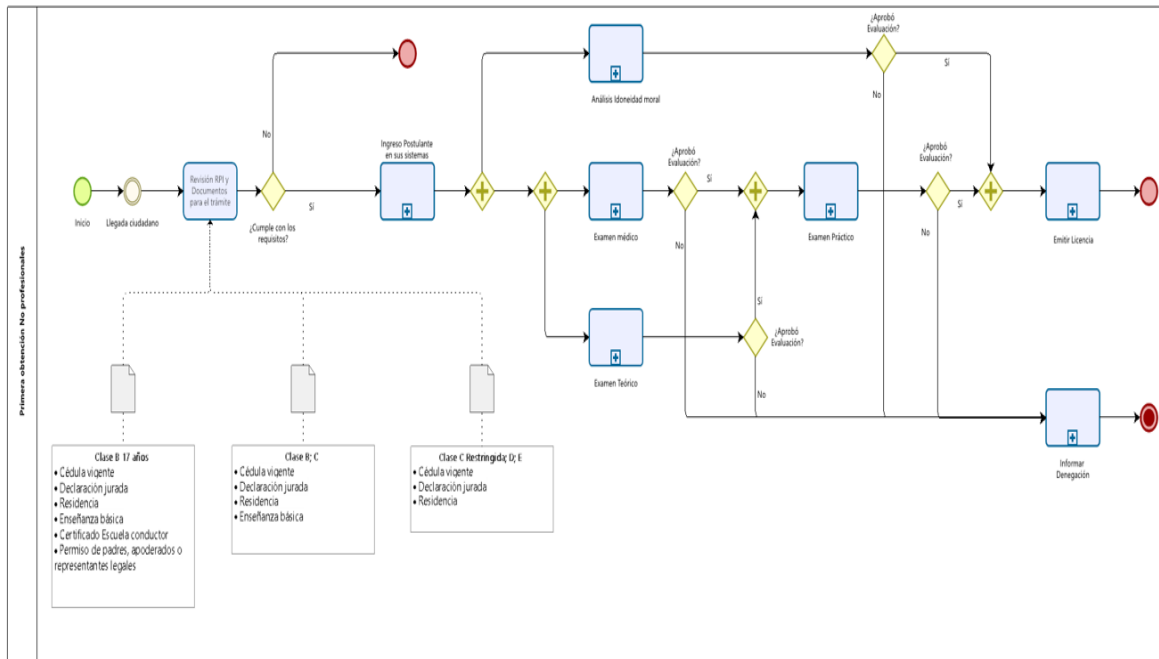 Primera obtención No profesionales
Inicio
Llegada ciudadano
Revisión RPI y
Documentos
para el trámite
¿Cumple con los
requisitos?
No
Sí
Ingreso Postulante
en sus sistemas
Análisis Idoneidad moral
¿Aprobó
Evaluación?
Sí
No
Examen médico
¿Aprobó
Evaluación?
Sí
No
Examen Práctico
¿Aprobó
Evaluación?
Sí
No
Emitir Licencia
Examen Teórico
Sí
¿Aprobó
Evaluación?
No
Informar
Denegación
Clase B 17 años
• Cédula vigente
• Declaración jurada
• Residencia
• Enseñanza básica
• Certificado Escuela conductor
• Permiso de padres, apoderados o
representantes legales
Clase B; C
• Cédula vigente
• Declaración jurada
• Residencia
• Enseñanza básica
Clase C Restringida; D; E
• Cédula vigente
• Declaración jurada
• Residencia